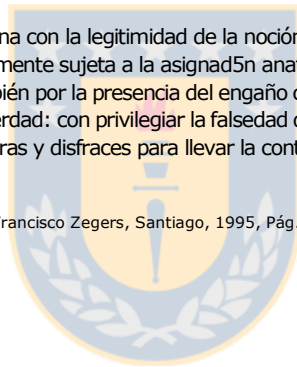 na con la legitimidad de la noción
mente sujeta a la asignad5n anat
bién por la presencia del engaño c
erdad: con privilegiar la falsedad c
ras y disfraces para llevar la cont
Francisco Zegers, Santiago, 1995, Pág.